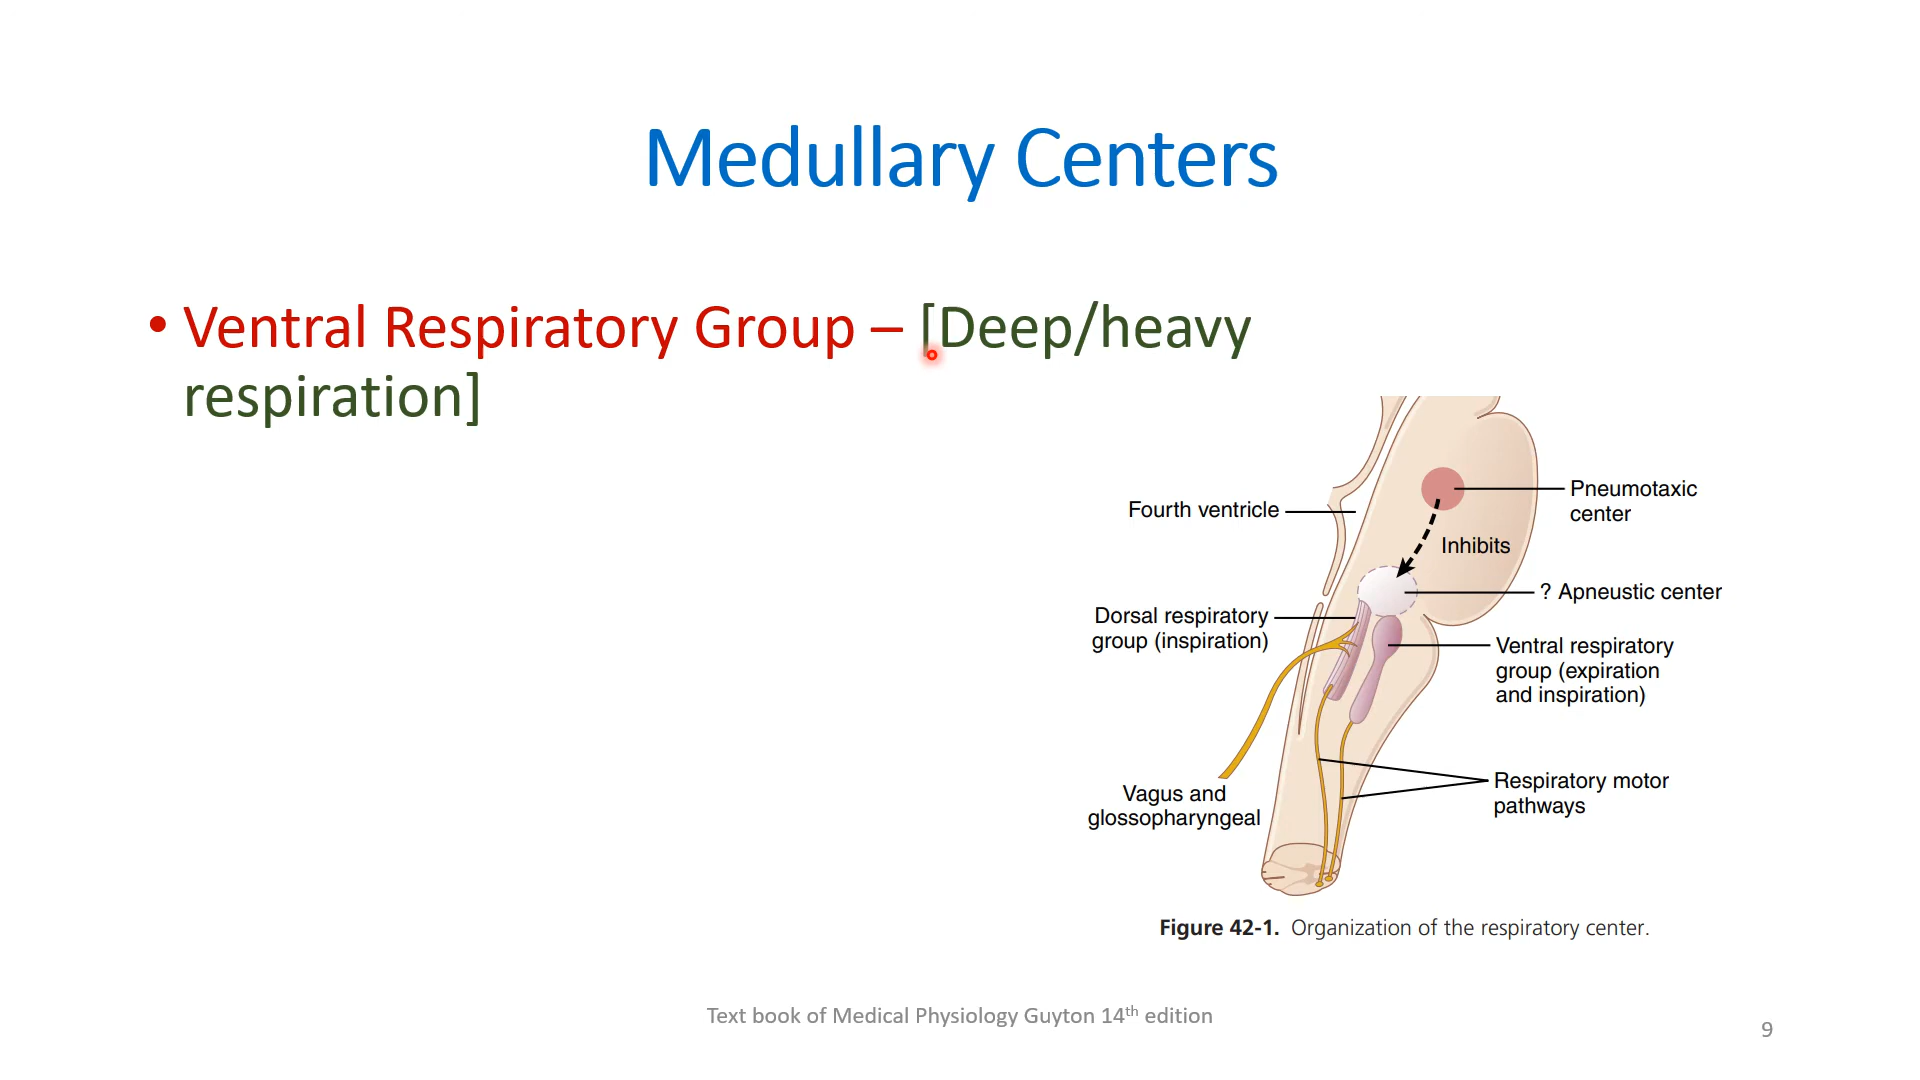 Medullary Centers
• Ventral Respiratory Group – [Deep/heavy
respiration]
Fourth ventricle
Pneumotaxic
center
Inhibits
? Apneustic center
Dorsal respiratory
group (inspiration)
Ventral respiratory
group (expiration
and inspiration)
Vagus and
glossopharyngeal
Respiratory motor
pathways
Figure 42-1. Organization of the respiratory center.
Text book of Medical Physiology Guyton 14th edition
9